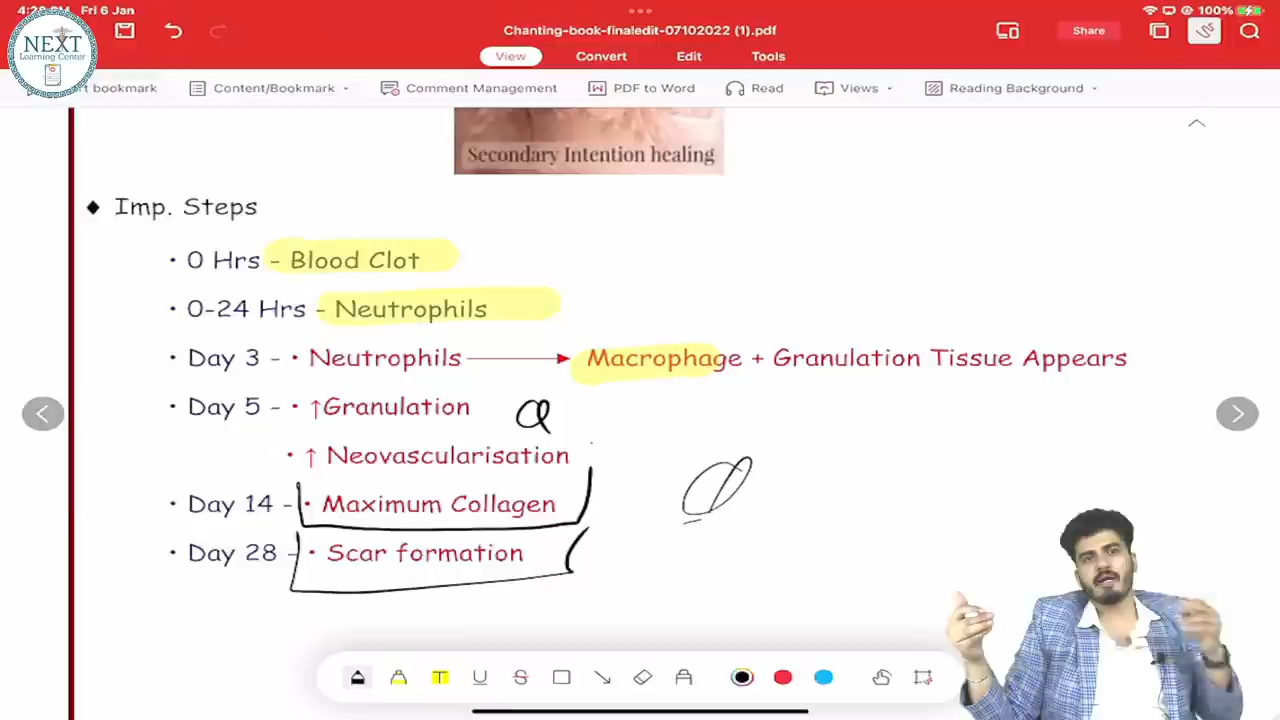 4:28 PM Fri 6 Jan
100%
NEXT
Learning Center
Chanting-book-finaledit-07102022 (1).pdf
Share
View Convert Edit Tools
bookmark Content/Bookmark Comment Management PDF to Word Read Views Reading Background
Secondary Intention healing
◆ Imp. Steps
• 0 Hrs - Blood Clot
• 0-24 Hrs - Neutrophils
• Day 3 - • Neutrophils → Macrophage + Granulation Tissue Appears
• Day 5 - • ↑Granulation
• ↑ Neovascularisation
• Day 14 - • Maximum Collagen
• Day 28 - • Scar formation
T U S